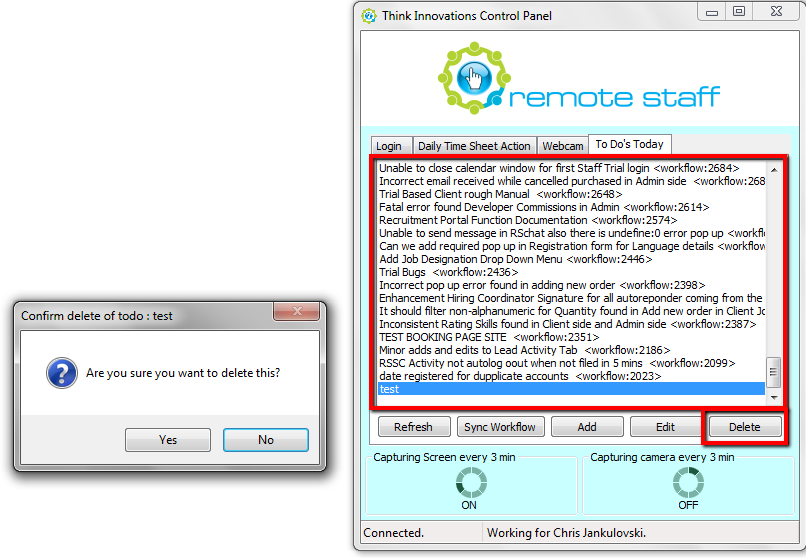 Think Innovations Control Panel
remote staff
Login
Daily Time Sheet Action
Webcam
To Do's Today
Unable to close calendar window for first Staff Trial login <workflow:2684>
Incorrect email received while cancelled purchased in Admin side <workflow:268
Trial Based Client rough Manual <workflow:2648>
Fatal error found Developer Commissions in Admin <workflow:2614>
Recruitment Portal Function Documentation <workflow:2574>
Unable to send message in RSchat also there is undefine:0 error pop up <workfl
Can we add required pop up in Registration form for Language details <workflow:
Add Job Designation Drop Down Menu <workflow:2446>
Trial Bugs <workflow:2436>
Incorrect pop up error found in adding new order <workflow:2398>
Enhancement Hiring Coordinator Signature for all autoreponder coming from the
It should filter non-alphanumeric for Quantity found in Add new order in Client Jo
Inconsistent Rating Skills found in Client side and Admin side <workflow:2387>
TEST BOOKING PAGE SITE <workflow:2351>
Minor adds and edits to Lead Activity Tab <workflow:2186>
RSSC Activity not autolog oout when not filed in 5 mins <workflow:2099>
date registered for dupplicate accounts <workflow:2023>
test
Refresh
Sync Workflow
Add
Edit
Delete
Capturing Screen every 3 min
ON
Capturing camera every 3 min
OFF
Connected.
Working for Chris Jankulovski.
Confirm delete of todo : test
Are you sure you want to delete this?
Yes
No